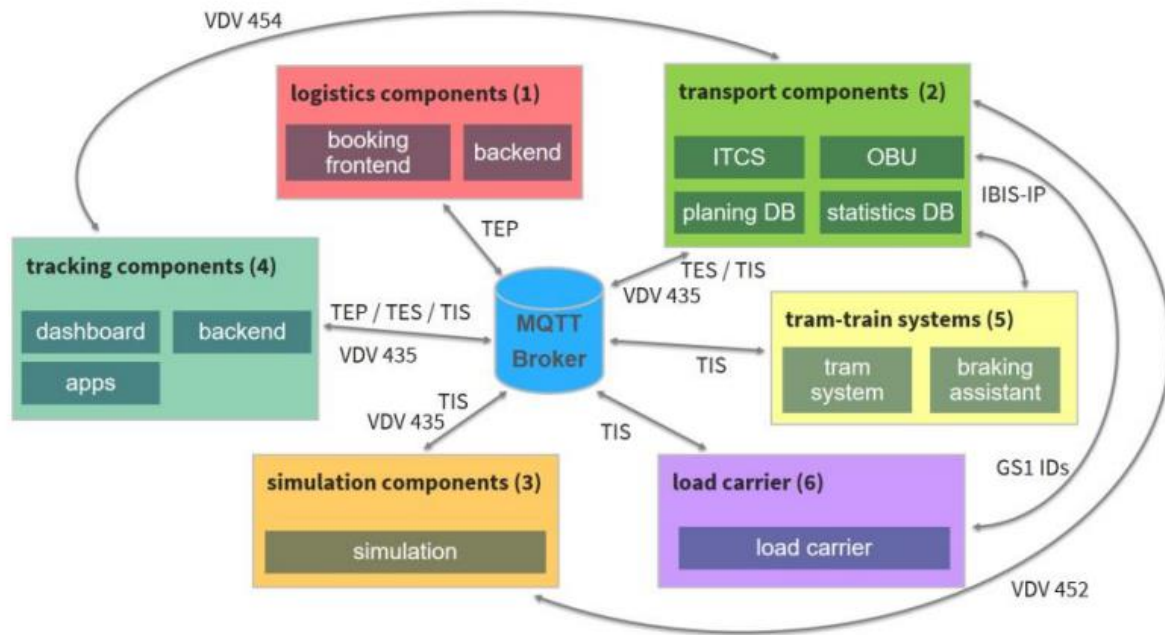 VDV 454
logistics components (1)
booking
frontend
backend
transport components (2)
ITCS
OBU
planing DB
statistics DB
IBIS-IP
TEP
tracking components (4)
dashboard
backend
apps
TEP / TES / TIS
VDV 435
TES / TIS
VDV 435
MQTT
Broker
tram-train systems (5)
tram
system
braking
assistant
TIS
TIS
VDV 435
TIS
simulation components (3)
simulation
load carrier (6)
load carrier
GS1 IDs
VDV 452